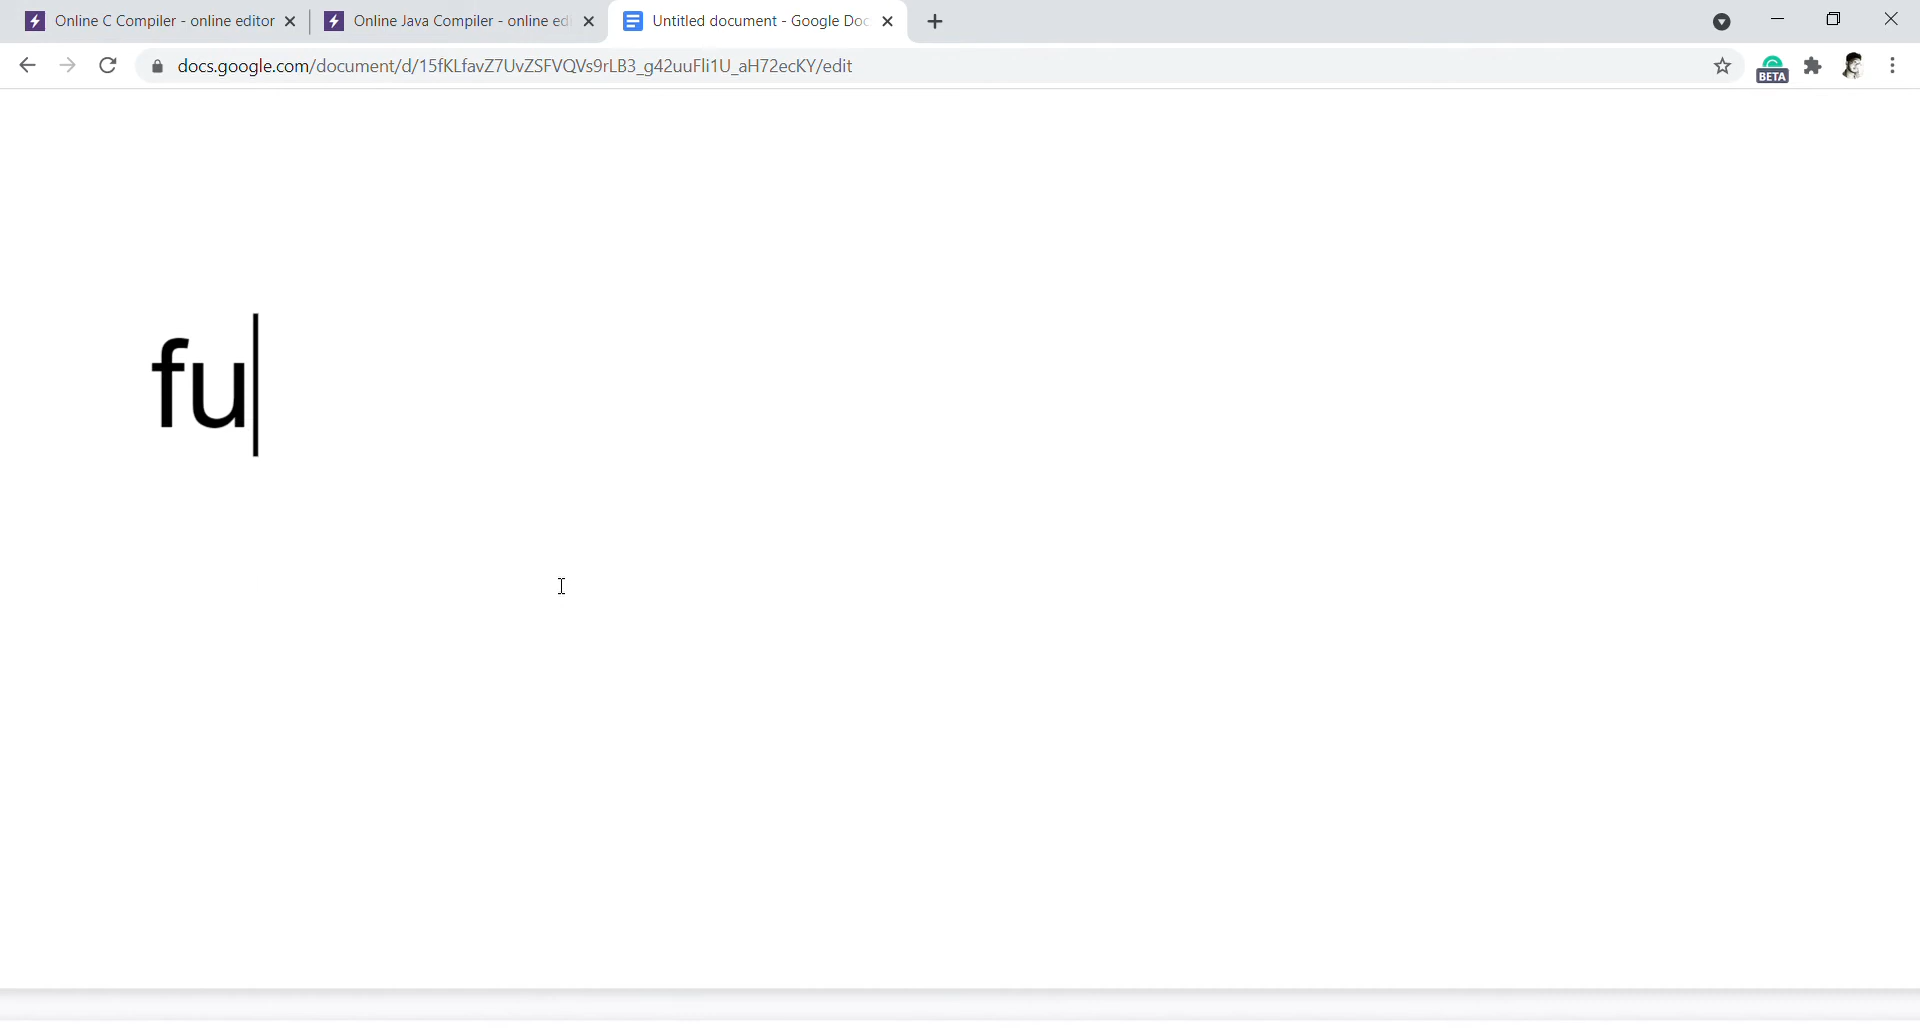 Online C Compiler - online editor
Online Java Compiler - online edi
Untitled document - Google Doc
docs.google.com/document/d/15fKLfavZ7UvZSFVQVs9rLB3_g42uuFli1U_aH72ecKY/edit
BETA
fu